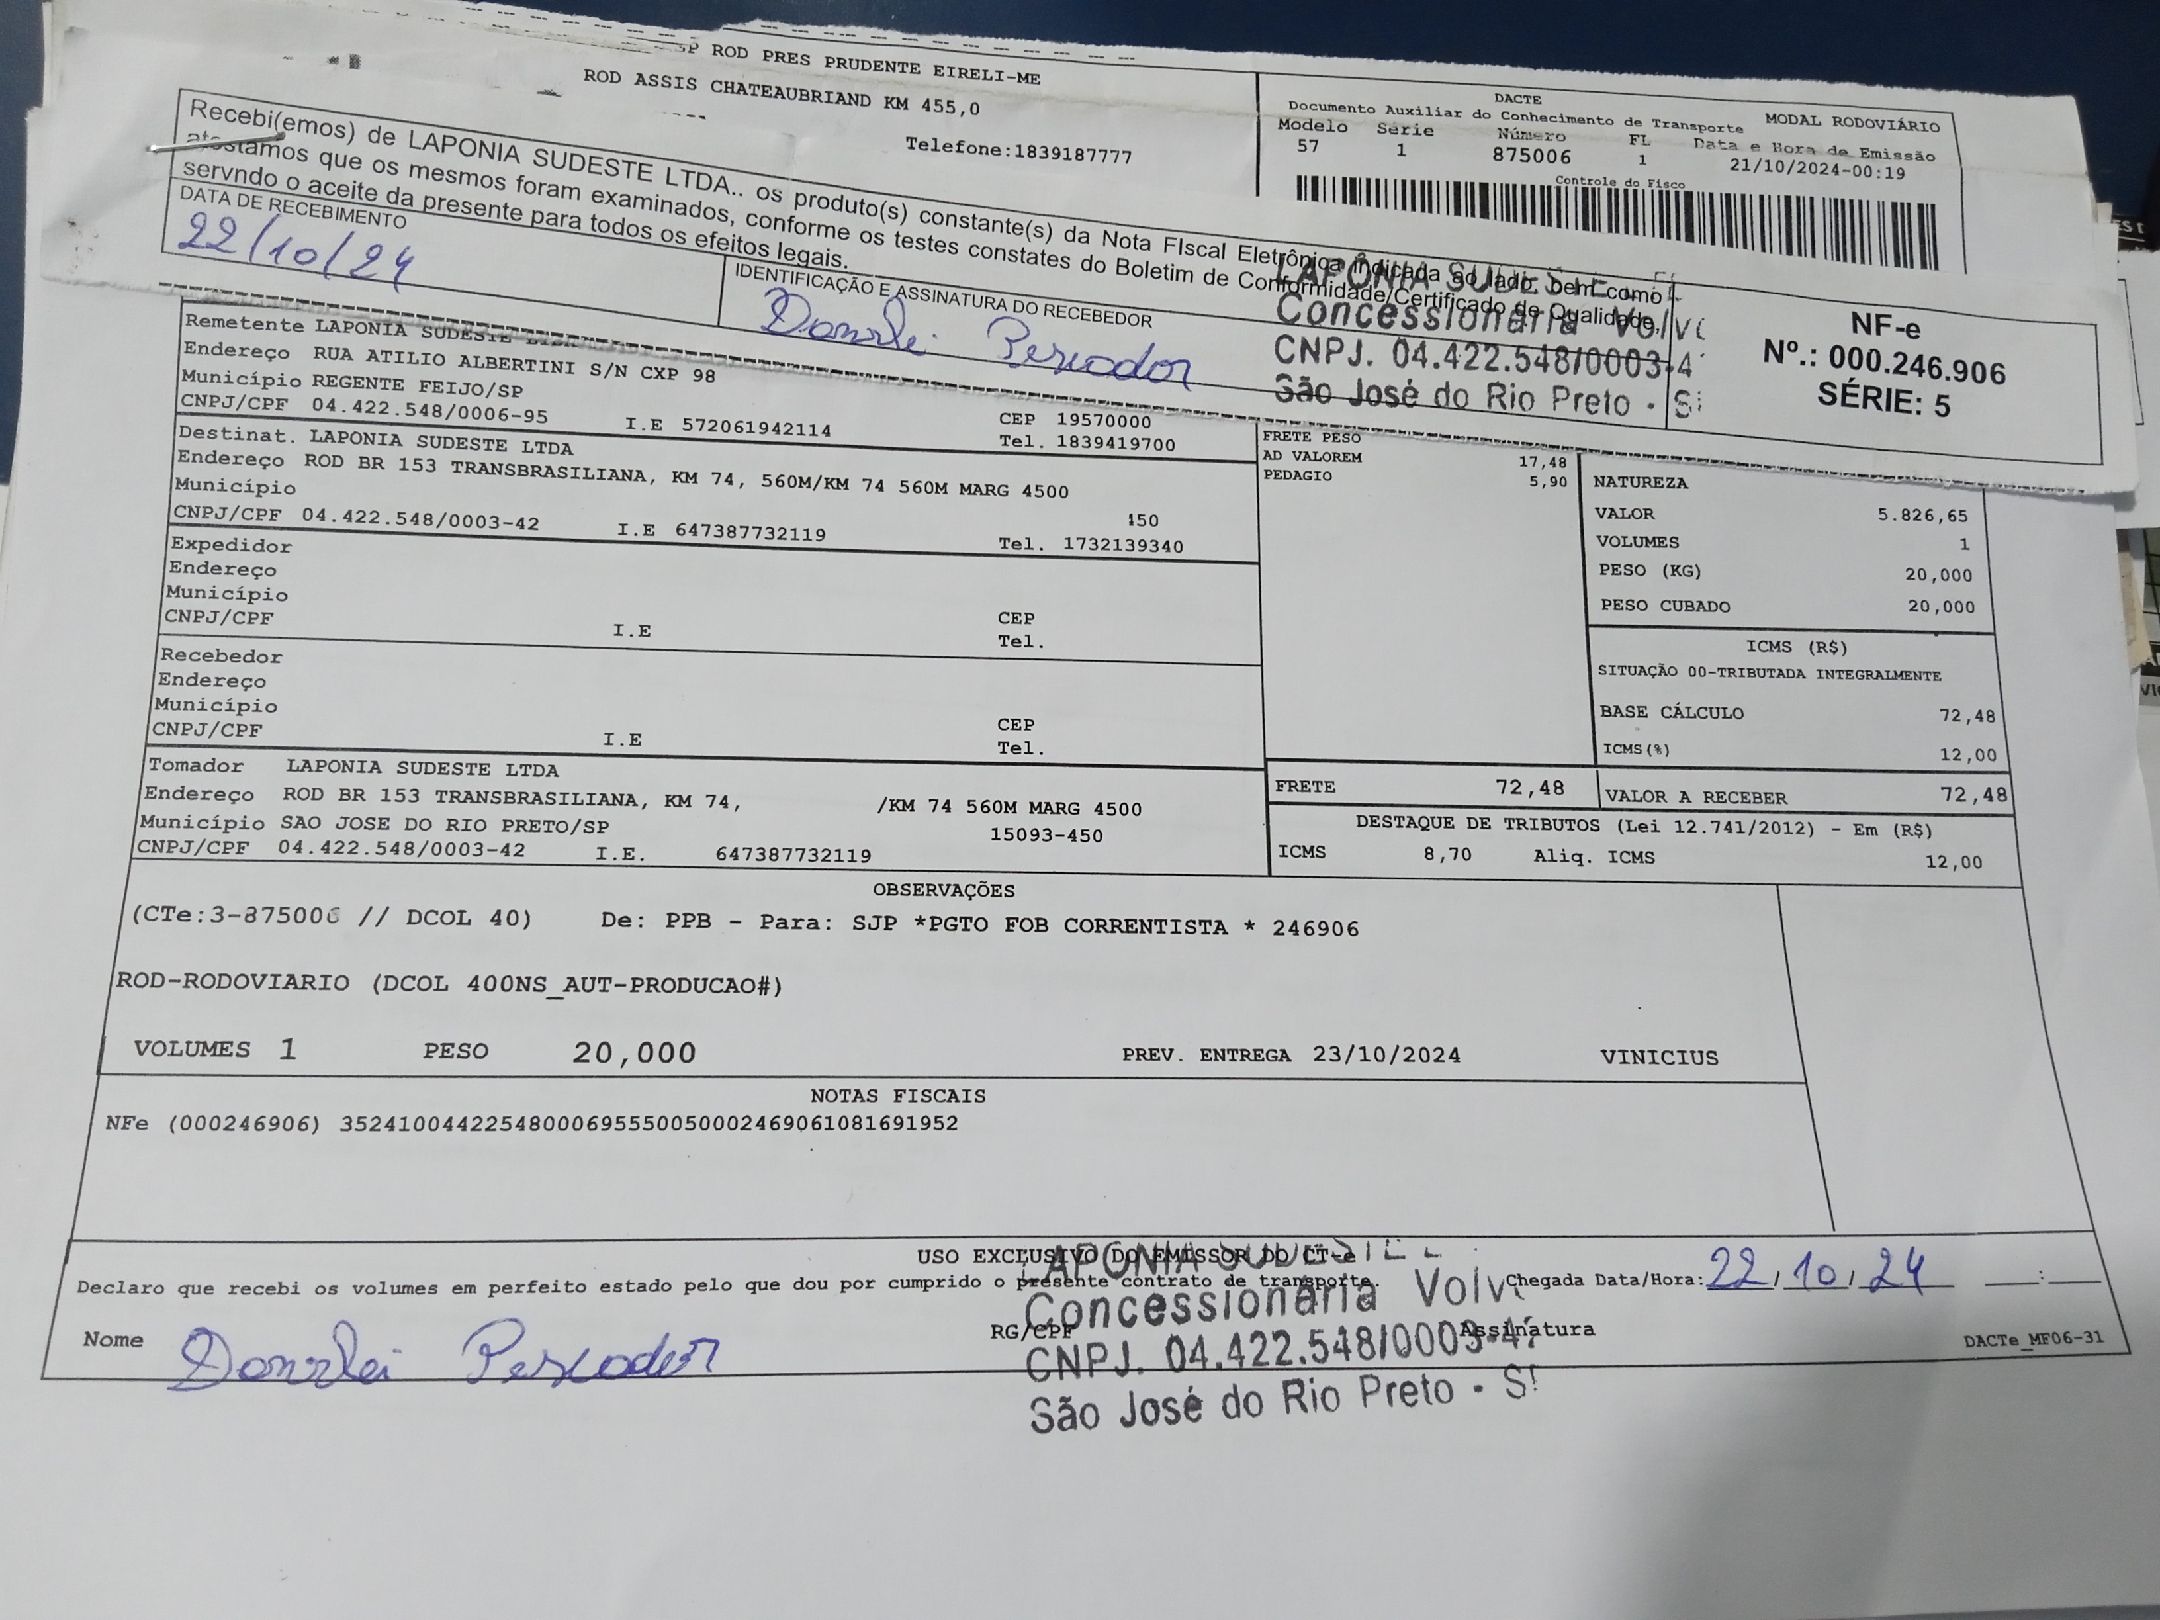 SP ROD PRES PRUDENTE EIRELI-ME
ROD ASSIS CHATEAUBRIAND KM 455,0
Telefone:1839187777
DACTE
Documento Auxiliar do Conhecimento de Transporte
MODAL RODOVIÁRIO
Modelo Série Número FL Data e Hora de Emissão
57 1 875006 1 21/10/2024-00:19
Controle do Fisco
Recebi(emos) de LAPONIA SUDESTE LTDA.. os produto(s) constante(s) da Nota FIscal Eletrônica indicada ao lado, bem como
atestamos que os mesmos foram examinados, conforme os testes constates do Boletim de Conformidade/Certificado de Qualidade,
servndo o aceite da presente para todos os efeitos legais.
DATA DE RECEBIMENTO
22/10/24
IDENTIFICAÇÃO E ASSINATURA DO RECEBEDOR
Pescador
LAPONIA SUDESTE
Concessionária Volv
CNPJ. 04.422.548/0003-4
São José do Rio Preto - S
NF-e
Nº.: 000.246.906
SÉRIE: 5
Remetente LAPONIA SUDESTE LTDA
Endereço RUA ATILIO ALBERTINI S/N CXP 98
Município REGENTE FEIJO/SP
CEP 19570000
CNPJ/CPF 04.422.548/0006-95 I.E 572061942114 Tel. 1839419700
Destinat. LAPONIA SUDESTE LTDA
Endereço ROD BR 153 TRANSBRASILIANA, KM 74, 560M/KM 74 560M MARG 4500
Município 450
CNPJ/CPF 04.422.548/0003-42 I.E 647387732119 Tel. 1732139340
Expedidor
Endereço
Município
CEP
CNPJ/CPF I.E Tel.
Recebedor
Endereço
Município
CEP
CNPJ/CPF I.E Tel.
Tomador LAPONIA SUDESTE LTDA
Endereço ROD BR 153 TRANSBRASILIANA, KM 74, /KM 74 560M MARG 4500
Município SAO JOSE DO RIO PRETO/SP 15093-450
CNPJ/CPF 04.422.548/0003-42 I.E. 647387732119
FRETE PESO
AD VALOREM 17,48
PEDAGIO 5,90
NATUREZA
VALOR 5.826,65
VOLUMES 1
PESO (KG) 20,000
PESO CUBADO 20,000
ICMS (R$)
SITUAÇÃO 00-TRIBUTADA INTEGRALMENTE
BASE CÁLCULO 72,48
ICMS(%) 12,00
FRETE 72,48 VALOR A RECEBER 72,48
DESTAQUE DE TRIBUTOS (Lei 12.741/2012) - Em (R$)
ICMS 8,70 Aliq. ICMS 12,00
OBSERVAÇÕES
(CTe:3-875006 // DCOL 40) De: PPB - Para: SJP *PGTO FOB CORRENTISTA * 246906
ROD-RODOVIARIO (DCOL 400NS_AUT-PRODUCAO#)
VOLUMES 1 PESO 20,000 PREV. ENTREGA 23/10/2024 VINICIUS
NOTAS FISCAIS
NFe (000246906) 35241004422548000695550050002469061081691952
USO EXCLUSIVO DO EMISSOR DO CT-e
Declaro que recebi os volumes em perfeito estado pelo que dou por cumprido o presente contrato de transporte.
Chegada Data/Hora: 22/10/24 __:__
Nome Pescador
RG/CPF
Assinatura
APONIA SUDESTE L
Concessionária Volv
CNPJ. 04.422.548/0003-4
São José do Rio Preto - S
DACTe_MF06-31